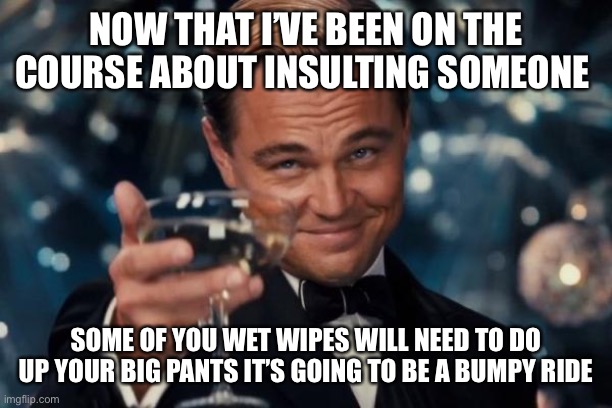 NOW THAT I’VE BEEN ON THE
COURSE ABOUT INSULTING SOMEONE
SOME OF YOU WET WIPES WILL NEED TO DO
UP YOUR BIG PANTS IT’S GOING TO BE A BUMPY RIDE
imgflip.com